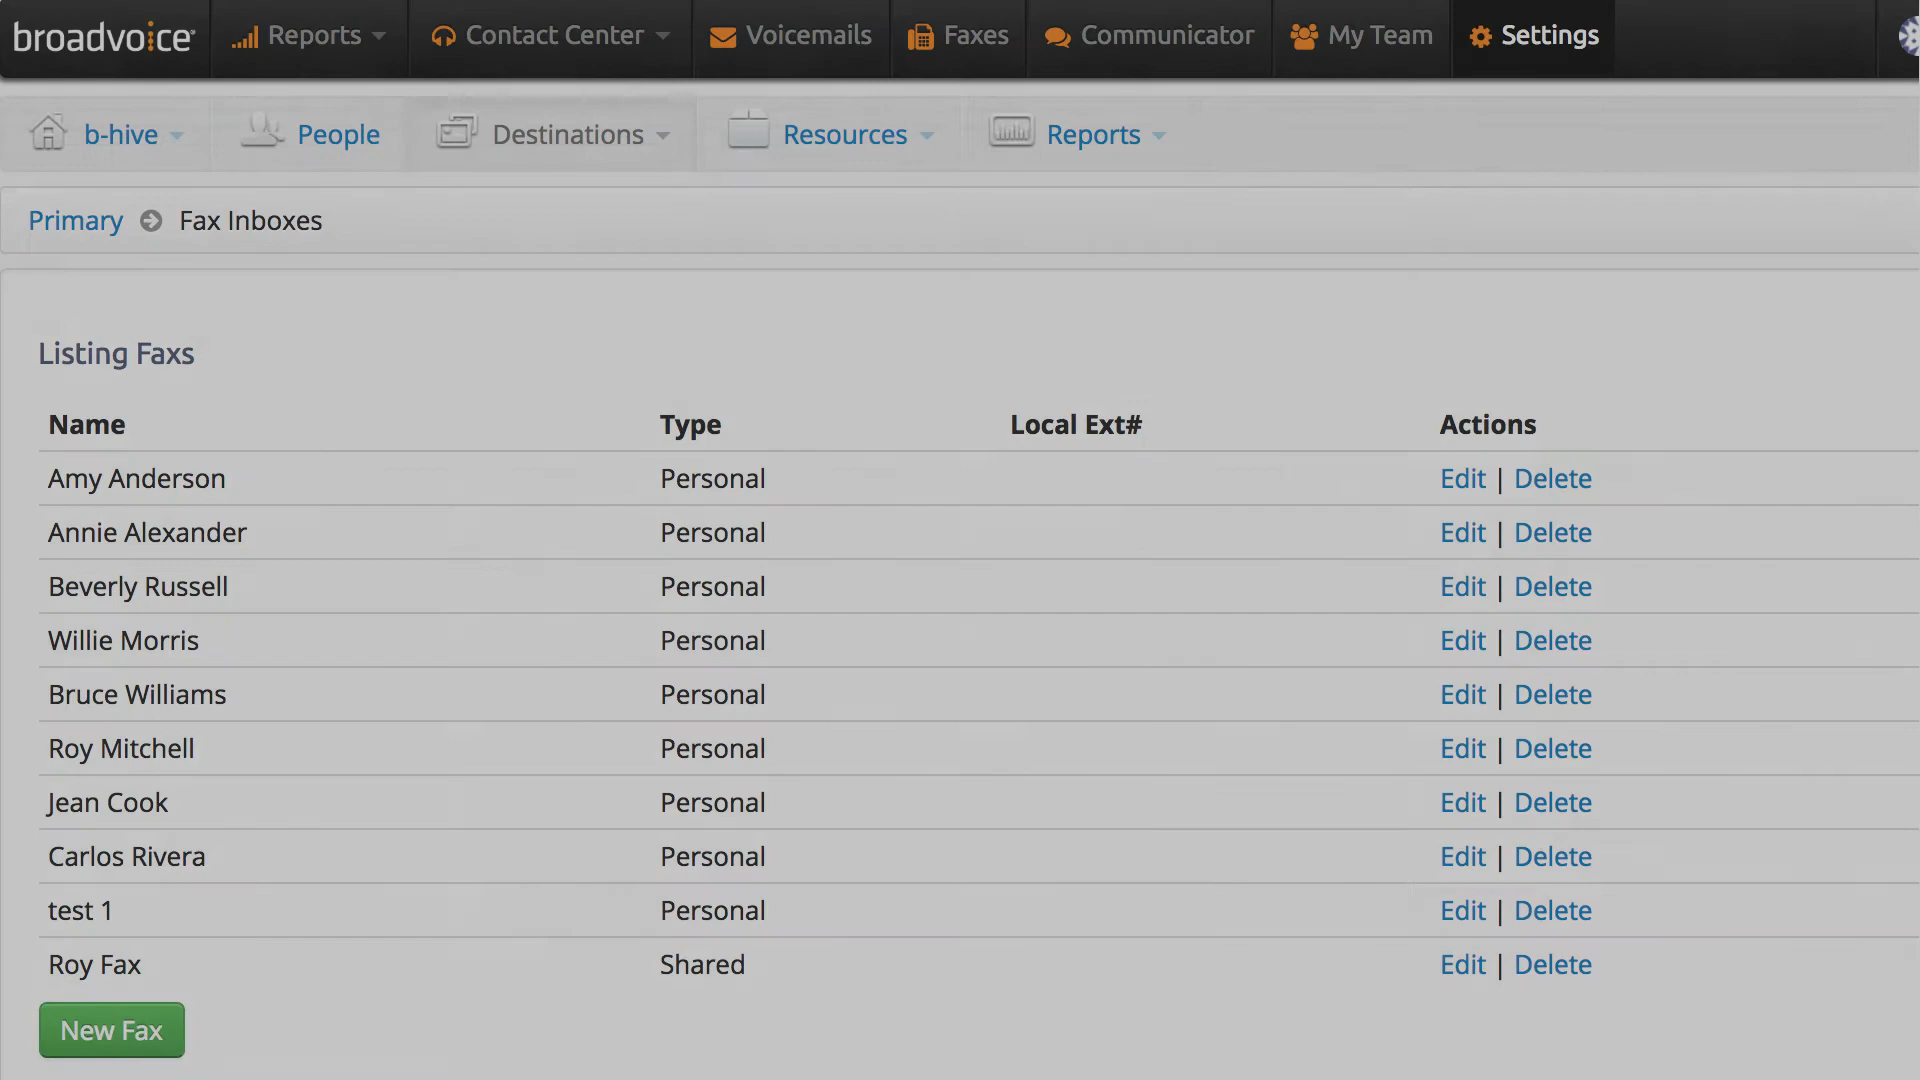 broadvoice Reports Contact Center Voicemails Faxes Communicator My Team Settings
b-hive People Destinations Resources Reports
Primary Fax Inboxes
Listing Faxs
Name Type Local Ext# Actions
Amy Anderson Personal Edit | Delete
Annie Alexander Personal Edit | Delete
Beverly Russell Personal Edit | Delete
Willie Morris Personal Edit | Delete
Bruce Williams Personal Edit | Delete
Roy Mitchell Personal Edit | Delete
Jean Cook Personal Edit | Delete
Carlos Rivera Personal Edit | Delete
test 1 Personal Edit | Delete
Roy Fax Shared Edit | Delete
New Fax